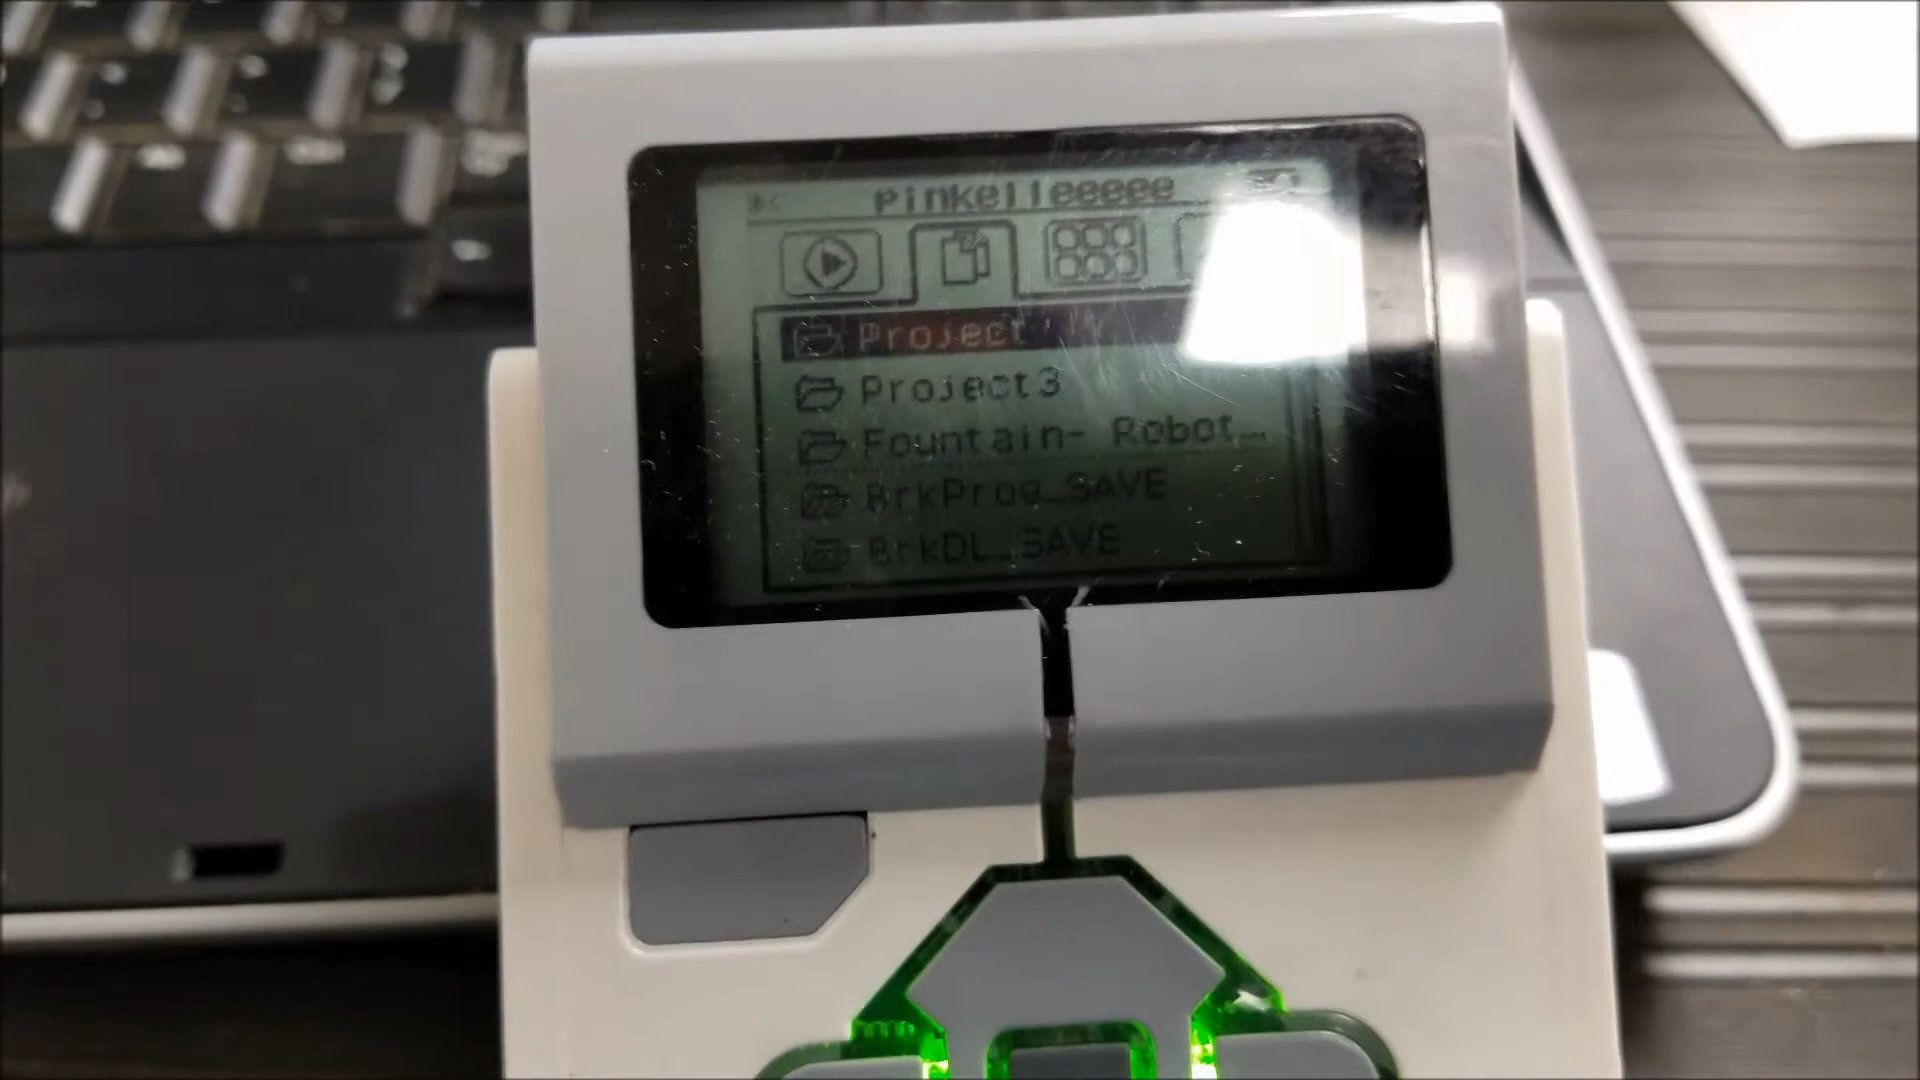 Pinkelleeeee
Project
Project3
Fountain- Robot...
BrkProg_SAVE
BrkDL_SAVE